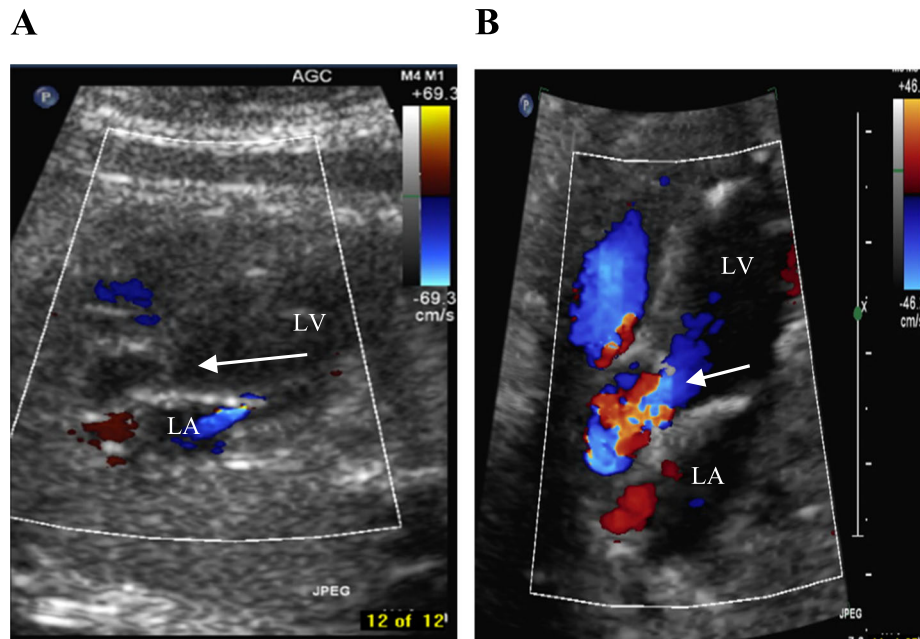 A
B
AGC
P
M4 M1
+69.3
-69.3
cm/s
LV
LA
JPEG
12 of 12
P
+46.
-46.
cm/s
LV
LA
JPEG